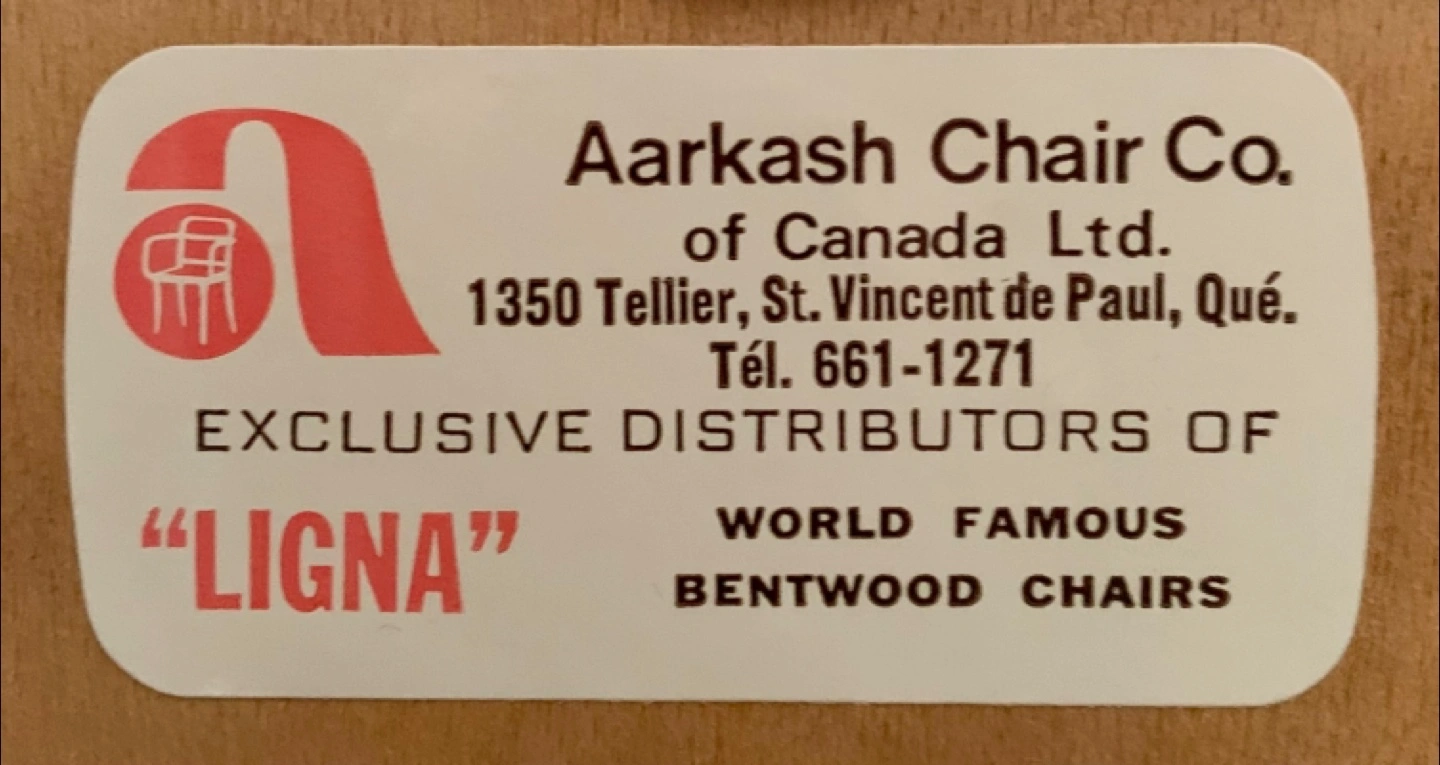 Aarkash Chair Co.
of Canada Ltd.
1350 Tellier, St. Vincent de Paul, Qué.
Tél. 661-1271
EXCLUSIVE DISTRIBUTORS OF
“LIGNA”
WORLD FAMOUS
BENTWOOD CHAIRS